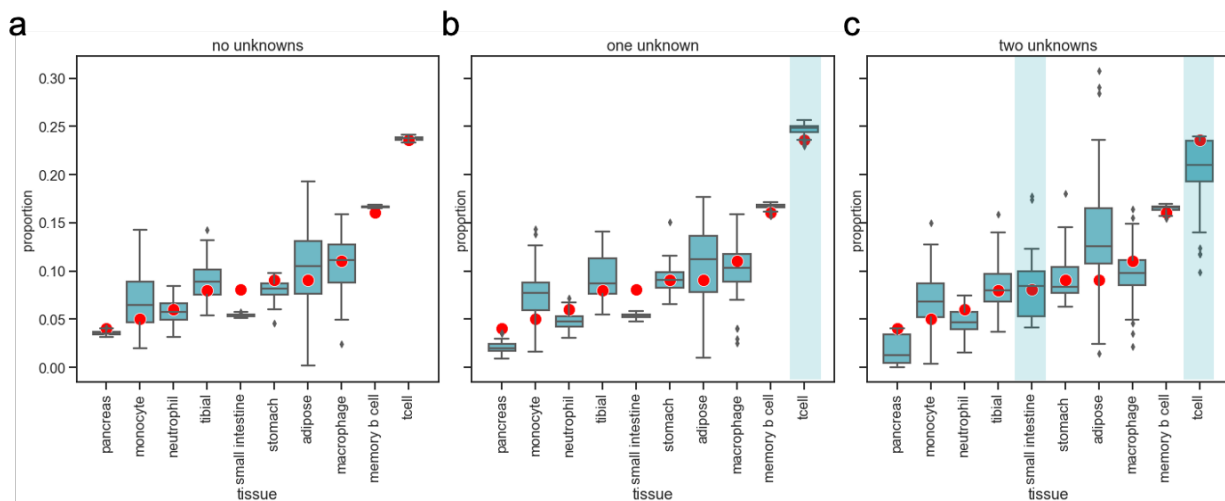 a
no unknowns
proportion
0.30
0.25
0.20
0.15
0.10
0.05
0.00
pancreas
monocyte
neutrophil
tibial
small intestine
stomach
adipose
macrophage
memory b cell
tcell
tissue
b
one unknown
proportion
pancreas
monocyte
neutrophil
tibial
small intestine
stomach
adipose
macrophage
memory b cell
tcell
tissue
c
two unknowns
proportion
pancreas
monocyte
neutrophil
tibial
small intestine
stomach
adipose
macrophage
memory b cell
tcell
tissue